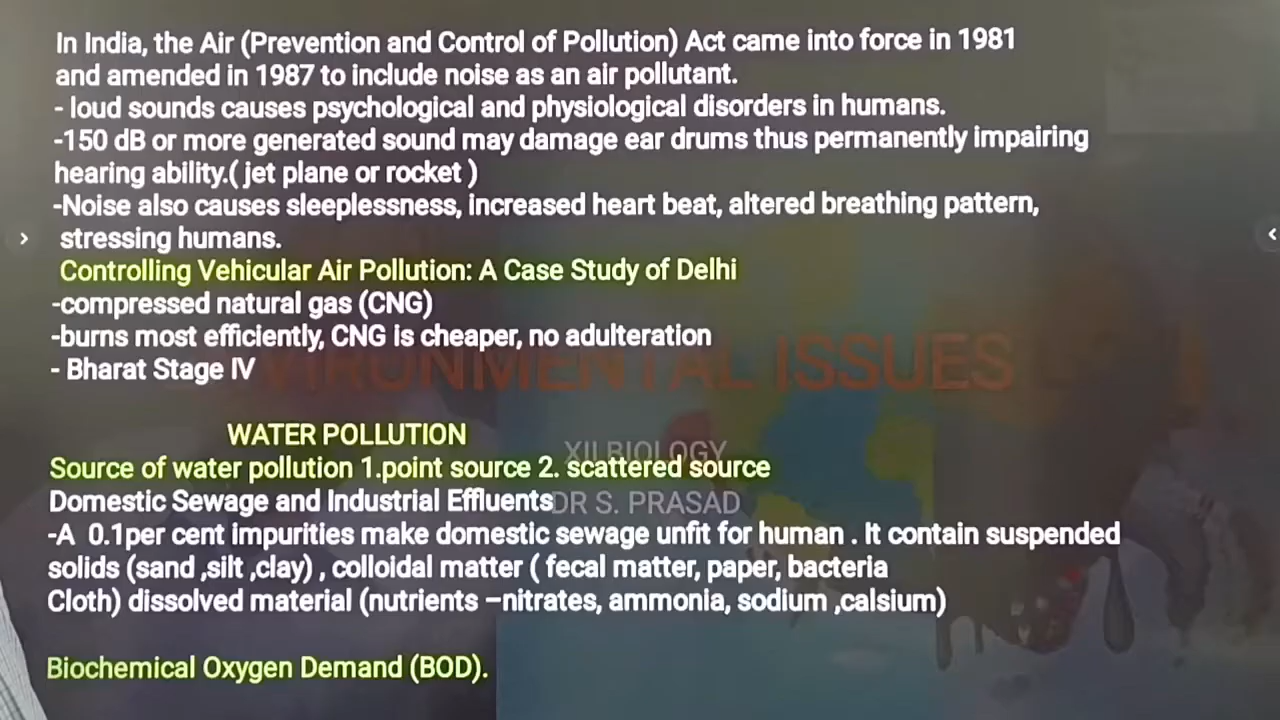 In India, the Air (Prevention and Control of Pollution) Act came into force in 1981
and amended in 1987 to include noise as an air pollutant.
- loud sounds causes psychological and physiological disorders in humans.
-150 dB or more generated sound may damage ear drums thus permanently impairing
hearing ability.( jet plane or rocket )
-Noise also causes sleeplessness, increased heart beat, altered breathing pattern,
stressing humans.
Controlling Vehicular Air Pollution: A Case Study of Delhi
-compressed natural gas (CNG)
-burns most efficiently, CNG is cheaper, no adulteration
- Bharat Stage IV
VIRONMENTAL ISSUES
WATER POLLUTION
XII BIOLOGY
Source of water pollution 1.point source 2. scattered source
Domestic Sewage and Industrial Effluents
DR S. PRASAD
-A 0.1per cent impurities make domestic sewage unfit for human . It contain suspended
solids (sand ,silt ,clay) , colloidal matter ( fecal matter, paper, bacteria
Cloth) dissolved material (nutrients –nitrates, ammonia, sodium ,calsium)
Biochemical Oxygen Demand (BOD).